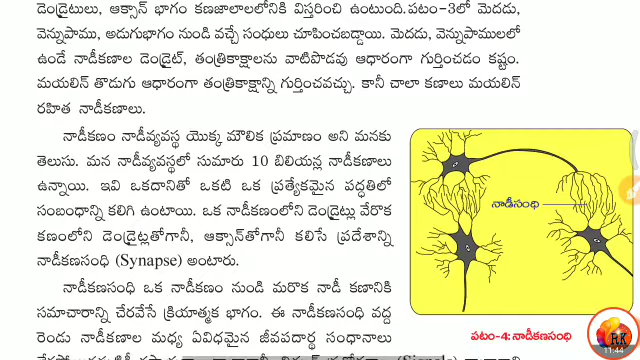 డెండ్రైటులు, ఆక్సాన్ భాగం కణజాలాలలోనికి విస్తరించి ఉంటుంది. పటం-3లో మెదడు,
వెన్నుపాము, అడుగుభాగం నుండి వచ్చే సంధులు చూపించబడ్డాయి. మెదడు, వెన్నుపాములలో
ఉండే నాడీకణాల డెండ్రైట్, తంత్రికాక్షాలను వాటిపొడవు ఆధారంగా గుర్తించడం కష్టం.
మయలిన్ తొడుగు ఆధారంగా తంత్రికాక్షాన్ని గుర్తించవచ్చు. కానీ చాలా కణాలు మయలిన్
రహిత నాడీకణాలు.
నాడీకణం నాడీవ్యవస్థ యొక్క మౌలిక ప్రమాణం అని మనకు
తెలుసు. మన నాడీవ్యవస్థలో సుమారు 10 బిలియన్ల నాడీకణాలు
ఉన్నాయి. ఇవి ఒకదానితో ఒకటి ఒక ప్రత్యేకమైన పద్ధతిలో
సంబంధాన్ని కలిగి ఉంటాయి. ఒక నాడీకణంలోని డెండ్రైట్లు వేరొక
కణంలోని డెండ్రైట్లతోగానీ, ఆక్సాన్‌తోగానీ కలిసే ప్రదేశాన్ని
నాడీకణసంధి (Synapse) అంటారు.
నాడీకణసంధి ఒక నాడీకణం నుండి మరొక నాడీ కణానికి
సమాచారాన్ని చేరవేసే క్రియాత్మక భాగం. ఈ నాడీకణసంధి వద్ద
రెండు నాడీకణాల మధ్య ఏవిధమైన జీవపదార్థ సంధానాలు
నాడీసంధి
పటం-4: నాడీకణసంధి
RK
11:44